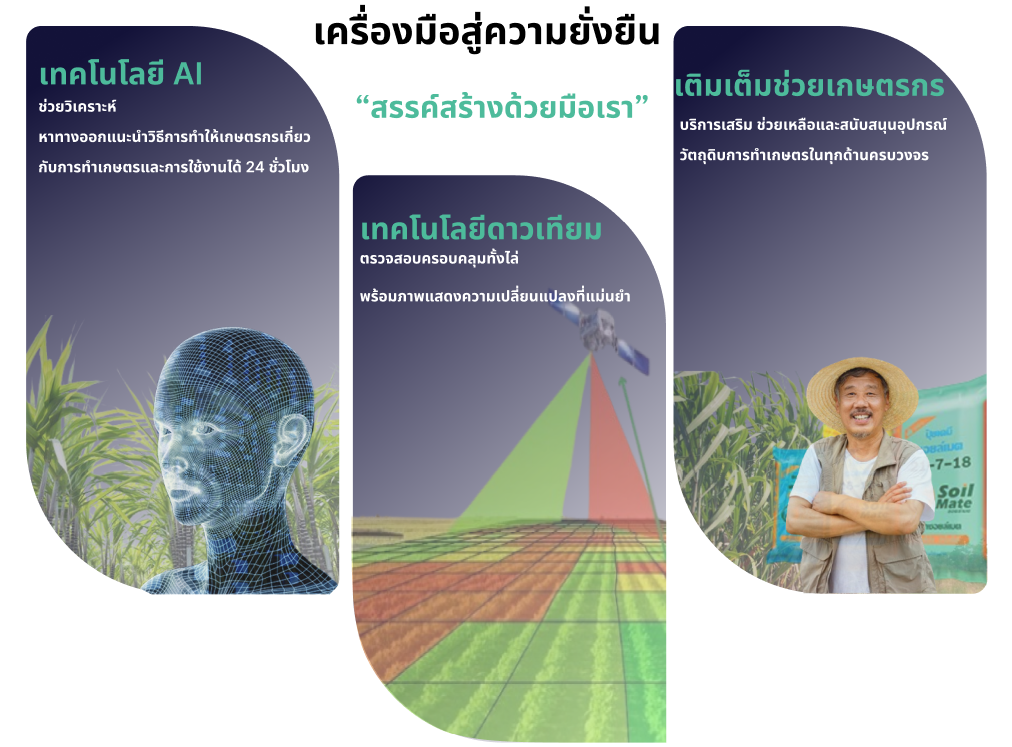 เครื่องมือสู่ความยั่งยืน
“สรรค์สร้างด้วยมือเรา”
เทคโนโลยี AI
ช่วยวิเคราะห์
หาทางออกแนะนำวิธีการทำให้เกษตรกรเกี่ยว
กับการทำเกษตรและการใช้งานได้ 24 ชั่วโมง
เทคโนโลยีดาวเทียม
ตรวจสอบครอบคลุมทั้งไล่
พร้อมภาพแสดงความเปลี่ยนแปลงที่แม่นยำ
เติมเต็มช่วยเกษตรกร
บริการเสริม ช่วยเหลือและสนับสนุนอุปกรณ์
วัตถุดิบการทำเกษตรในทุกด้านครบวงจร
ปุ๋ยเคมี
-7-18
Soil
Mate